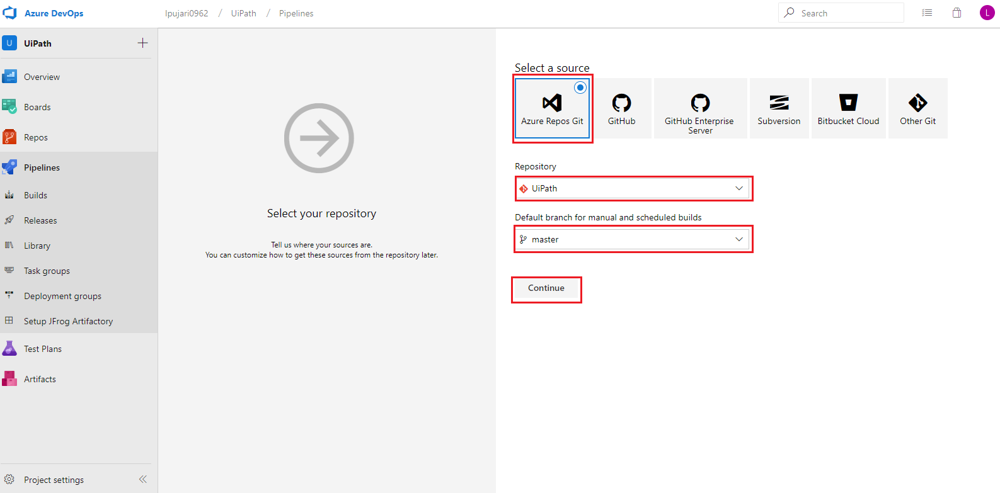 Azure DevOps
lpujari0962 / UiPath / Pipelines
Search
L
U UiPath
Overview
Boards
Repos
Pipelines
Builds
Releases
Library
Task groups
Deployment groups
Setup JFrog Artifactory
Test Plans
Artifacts
Project settings
Select your repository
Tell us where your sources are.
You can customize how to get these sources from the repository later.
Select a source
Azure Repos Git
GitHub
GitHub Enterprise
Server
Subversion
Bitbucket Cloud
Other Git
Repository
UiPath
Default branch for manual and scheduled builds
master
Continue